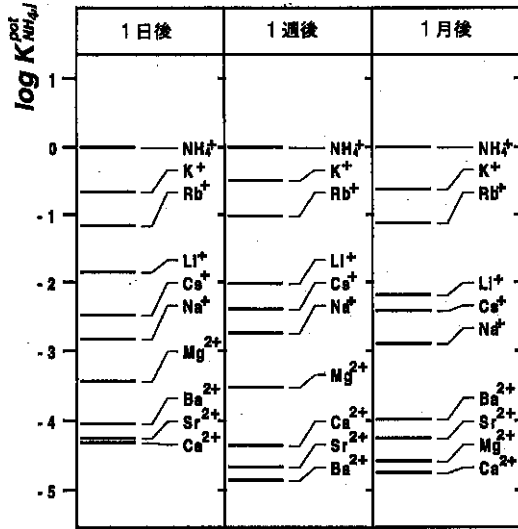 log K^pot_NH4,j
1日後
1週後
1月後
1
0
-1
-2
-3
-4
-5
NH₄⁺
K⁺
Rb⁺
Li⁺
Cs⁺
Na⁺
Mg²⁺
Ba²⁺
Sr²⁺
Ca²⁺
NH₄⁺
K⁺
Rb⁺
Li⁺
Cs⁺
Na⁺
Mg²⁺
Ca²⁺
Sr²⁺
Ba²⁺
NH₄⁺
K⁺
Rb⁺
Li⁺
Cs⁺
Na⁺
Ba²⁺
Sr²⁺
Mg²⁺
Ca²⁺